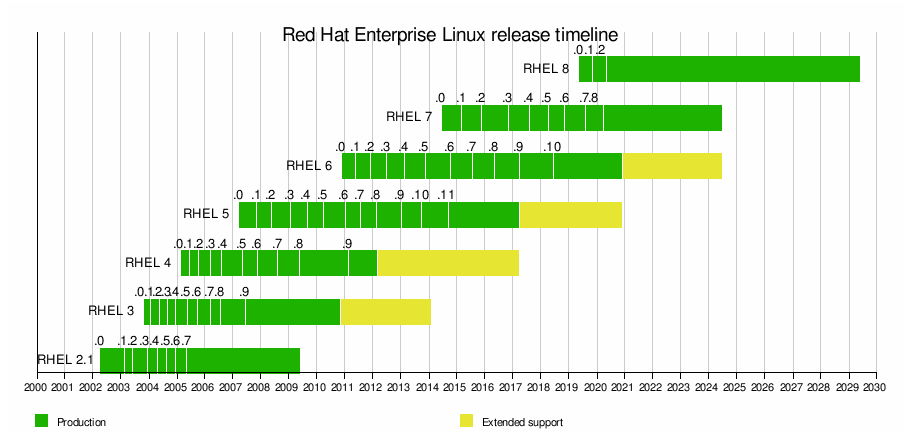 Red Hat Enterprise Linux release timeline
.0 .1 .2
RHEL 8
.0 .1 .2 .3 .4 .5 .6 .7 .8
RHEL 7
.0 .1 .2 .3 .4 .5 .6 .7 .8 .9 .10
RHEL 6
.0 .1 .2 .3 .4 .5 .6 .7 .8 .9 .10 .11
RHEL 5
.0 .1 .2 .3 .4 .5 .6 .7 .8 .9
RHEL 4
.0 .1 .2 .3 .4 .5 .6 .7 .8 .9
RHEL 3
.0 .1 .2 .3 .4 .5 .6 .7
RHEL 2.1
2000 2001 2002 2003 2004 2005 2006 2007 2008 2009 2010 2011 2012 2013 2014 2015 2016 2017 2018 2019 2020 2021 2022 2023 2024 2025 2026 2027 2028 2029 2030
Production Extended support